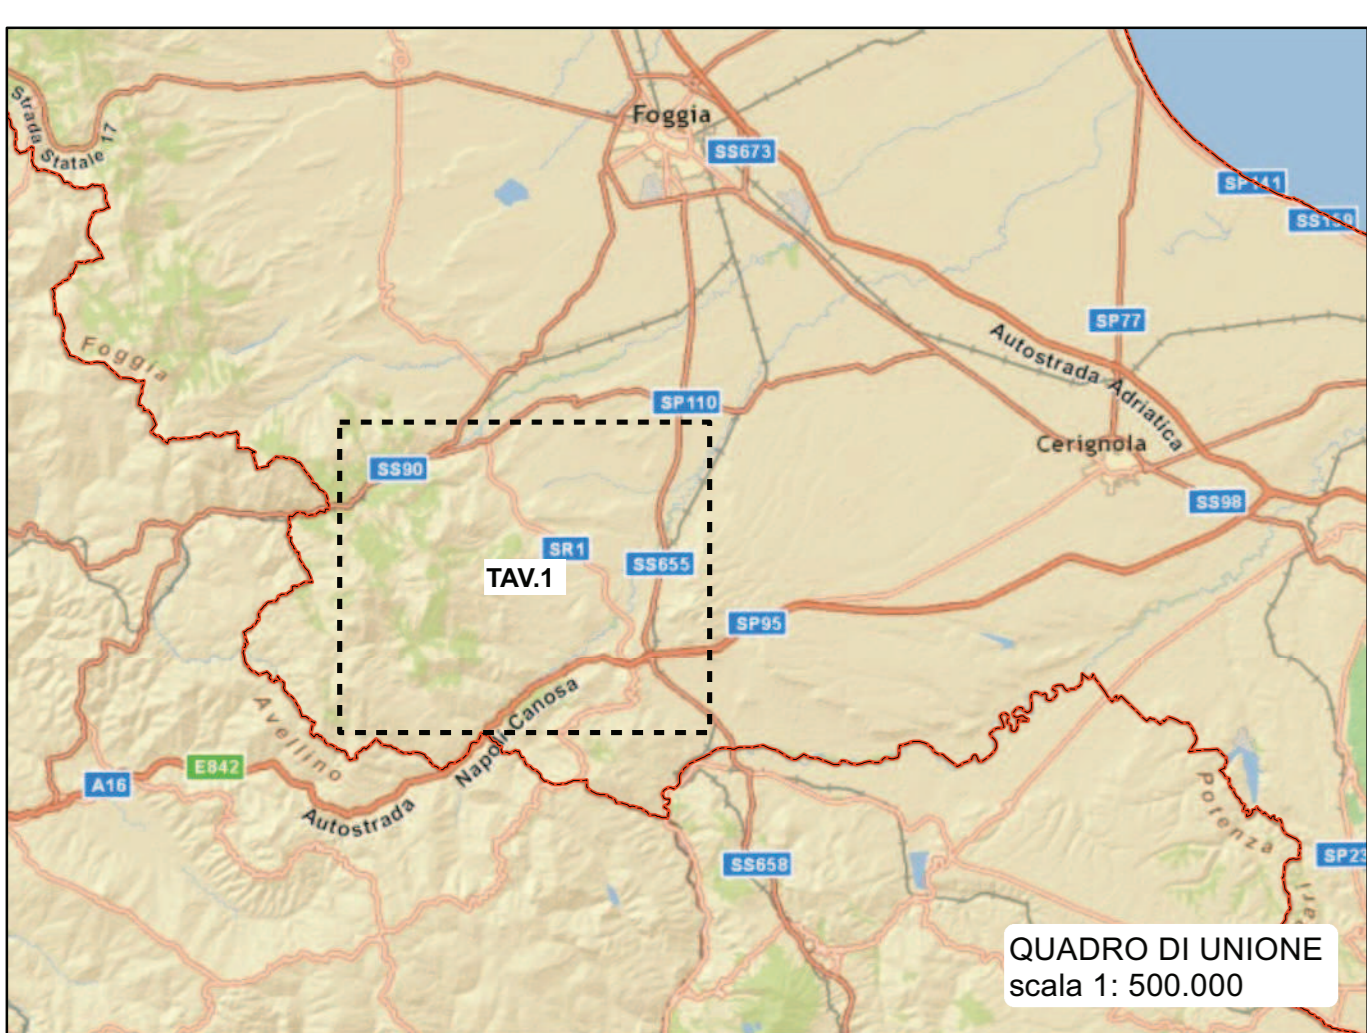 Strada Statale 17
Foggia
SS673
SP141
SS159
SP77
Foggia
Autostrada Adriatica
SP110
Cerignola
SS90
SS98
SR1
SS655
TAV.1
SP95
Avellino
Napoli Canosa
E842
A16
Autostrada
Potenza
SS658
SP23
QUADRO DI UNIONE
scala 1: 500.000